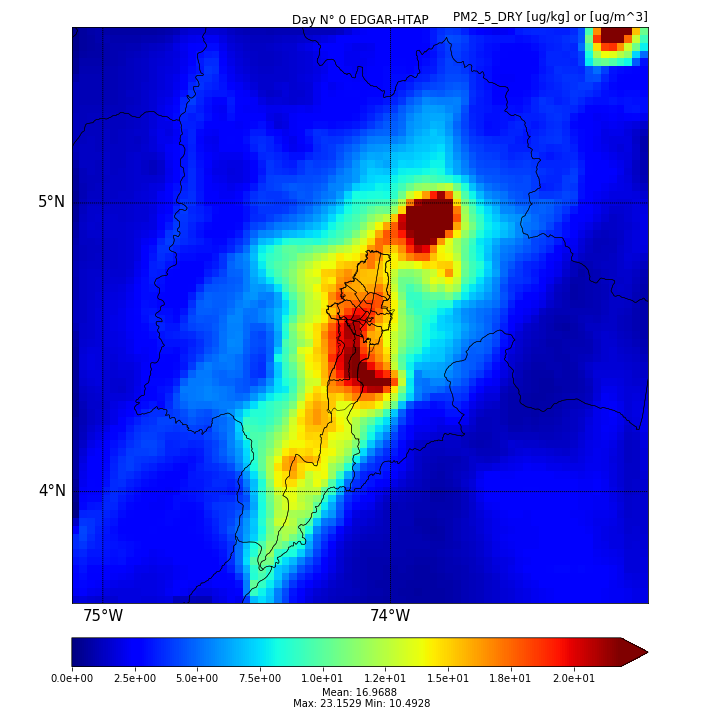 Day N° 0 EDGAR-HTAP PM2_5_DRY [ug/kg] or [ug/m^3]
5°N
4°N
75°W 74°W
0.0e+00 2.5e+00 5.0e+00 7.5e+00 1.0e+01 1.2e+01 1.5e+01 1.8e+01 2.0e+01
Mean: 16.9688
Max: 23.1529 Min: 10.4928